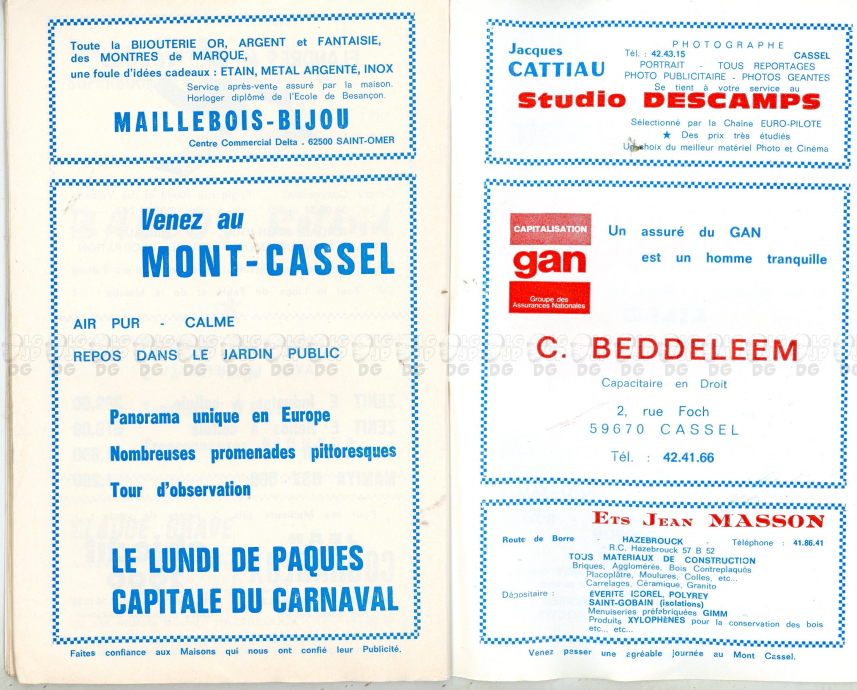 Toute la BIJOUTERIE OR, ARGENT et FANTAISIE,
des MONTRES de MARQUE,
une foule d'idées cadeaux : ETAIN, METAL ARGENTÉ, INOX
Service après-vente assuré par la maison.
Horloger diplômé de l'Ecole de Besançon.
MAILLEBOIS-BIJOU
Centre Commercial Delta - 62500 SAINT-OMER
Venez au
MONT-CASSEL
AIR PUR - CALME
REPOS DANS LE JARDIN PUBLIC
Panorama unique en Europe
Nombreuses promenades pittoresques
Tour d'observation
LE LUNDI DE PAQUES
CAPITALE DU CARNAVAL
Faites confiance aux Maisons qui nous ont confié leur Publicité.
Jacques
CATTIAU
PHOTOGRAPHE
Tél. : 42.43.15 CASSEL
PORTRAIT - TOUS REPORTAGES
PHOTO PUBLICITAIRE - PHOTOS GEANTES
Se tient à votre service au
Studio DESCAMPS
Sélectionné par la Chaîne EURO-PILOTE
★ Des prix très étudiés
Un choix du meilleur matériel Photo et Cinéma
CAPITALISATION
gan
Groupe des
Assurances Nationales
Un assuré du GAN
est un homme tranquille
C. BEDDELEEM
Capacitaire en Droit
2, rue Foch
59670 CASSEL
Tél. : 42.41.66
ETS JEAN MASSON
Route de Borre - HAZEBROUCK - Téléphone : 41.86.41
R.C. Hazebrouck 57 B 52
TOUS MATERIAUX DE CONSTRUCTION
Briques, Agglomérés, Bois Contreplaqués
Placoplâtre, Moulures, Colles, etc...
Carrelages, Céramique, Granito
Dépositaire : ÉVERITE ISOREL, POLYREY
SAINT-GOBAIN (isolations)
Menuiseries préfabriquées GIMM
Produits XYLOPHÈNES pour la conservation des bois
etc... etc...
Venez passer une agréable journée au Mont Cassel.